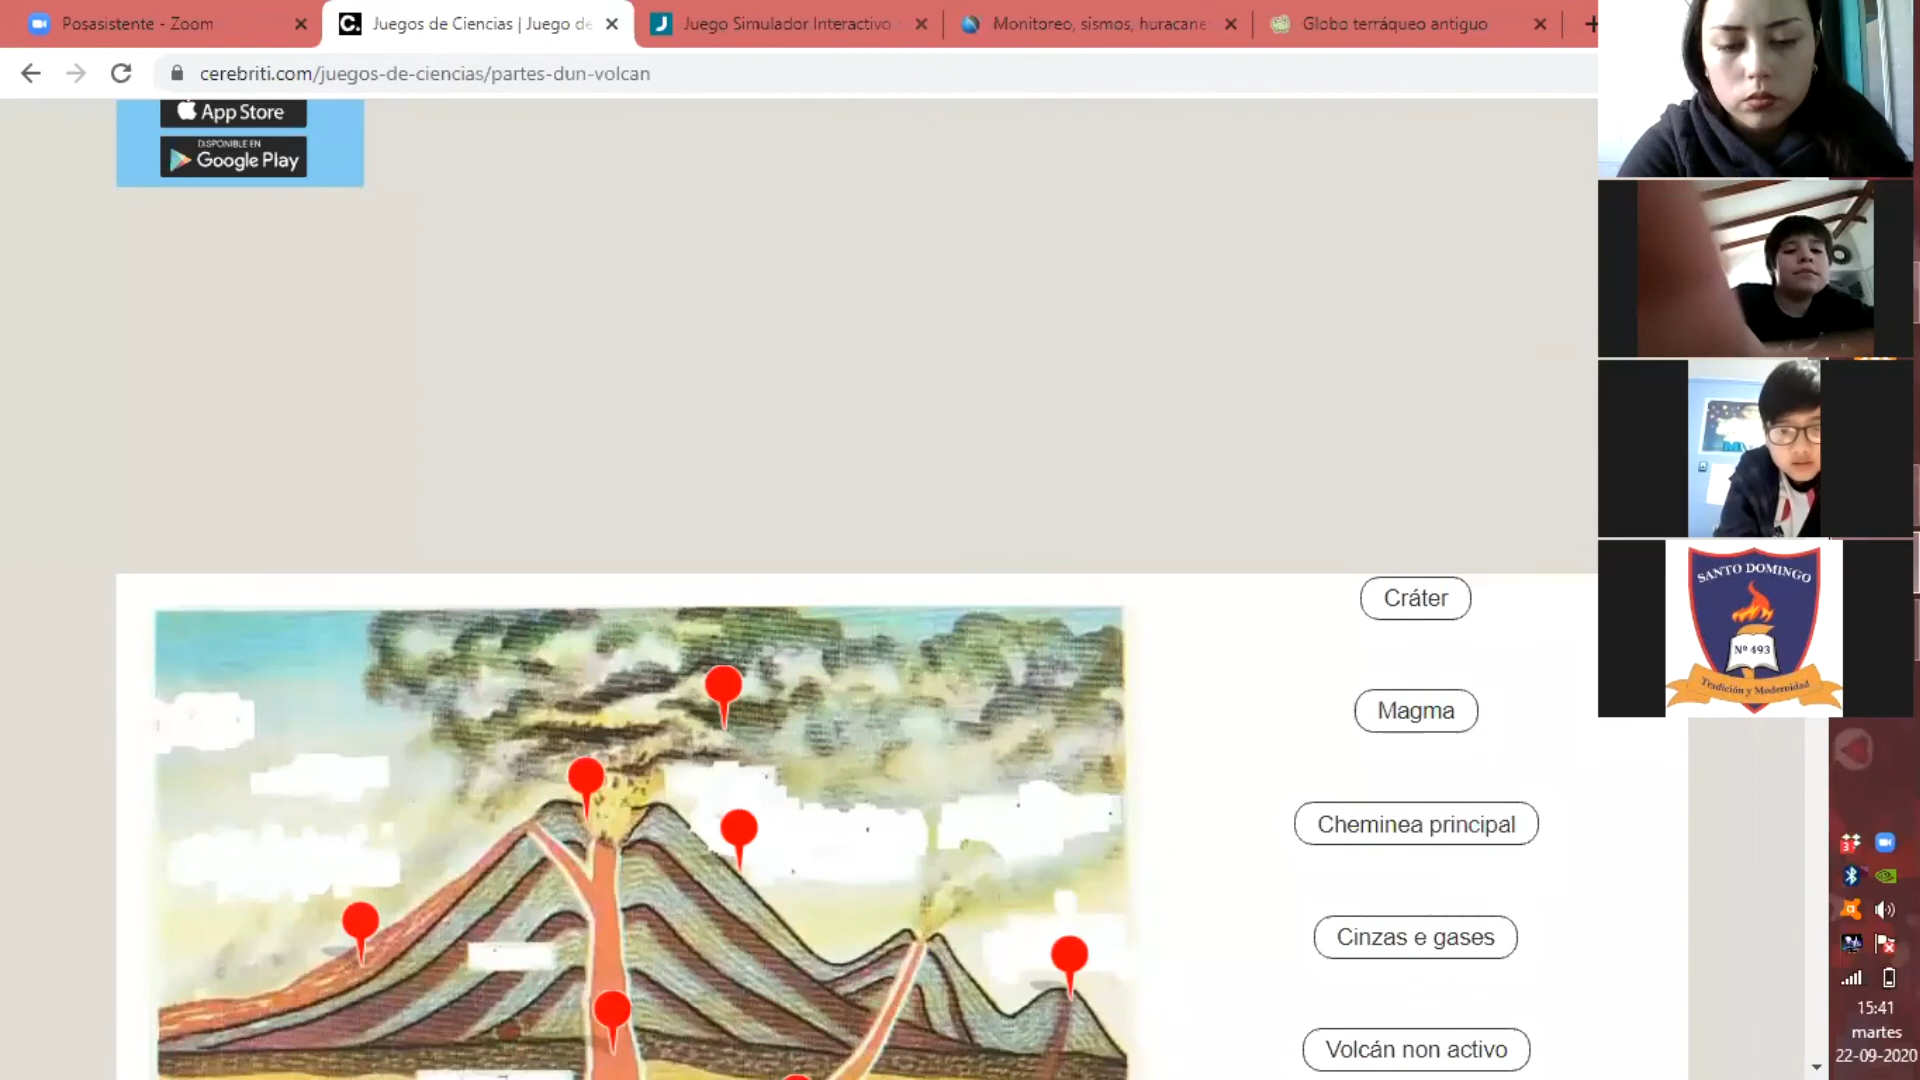 Posasistente - Zoom
Juegos de Ciencias | Juego de
Juego Simulador Interactivo
Monitoreo, sismos, huracane
Globo terráqueo antiguo
cerebriti.com/juegos-de-ciencias/partes-dun-volcan
App Store
DISPONIBLE EN
Google Play
Cráter
Magma
Cheminea principal
Cinzas e gases
Volcán non activo
SANTO DOMINGO
Nº 493
Tradición y Modernidad
15:41
martes
22-09-2020